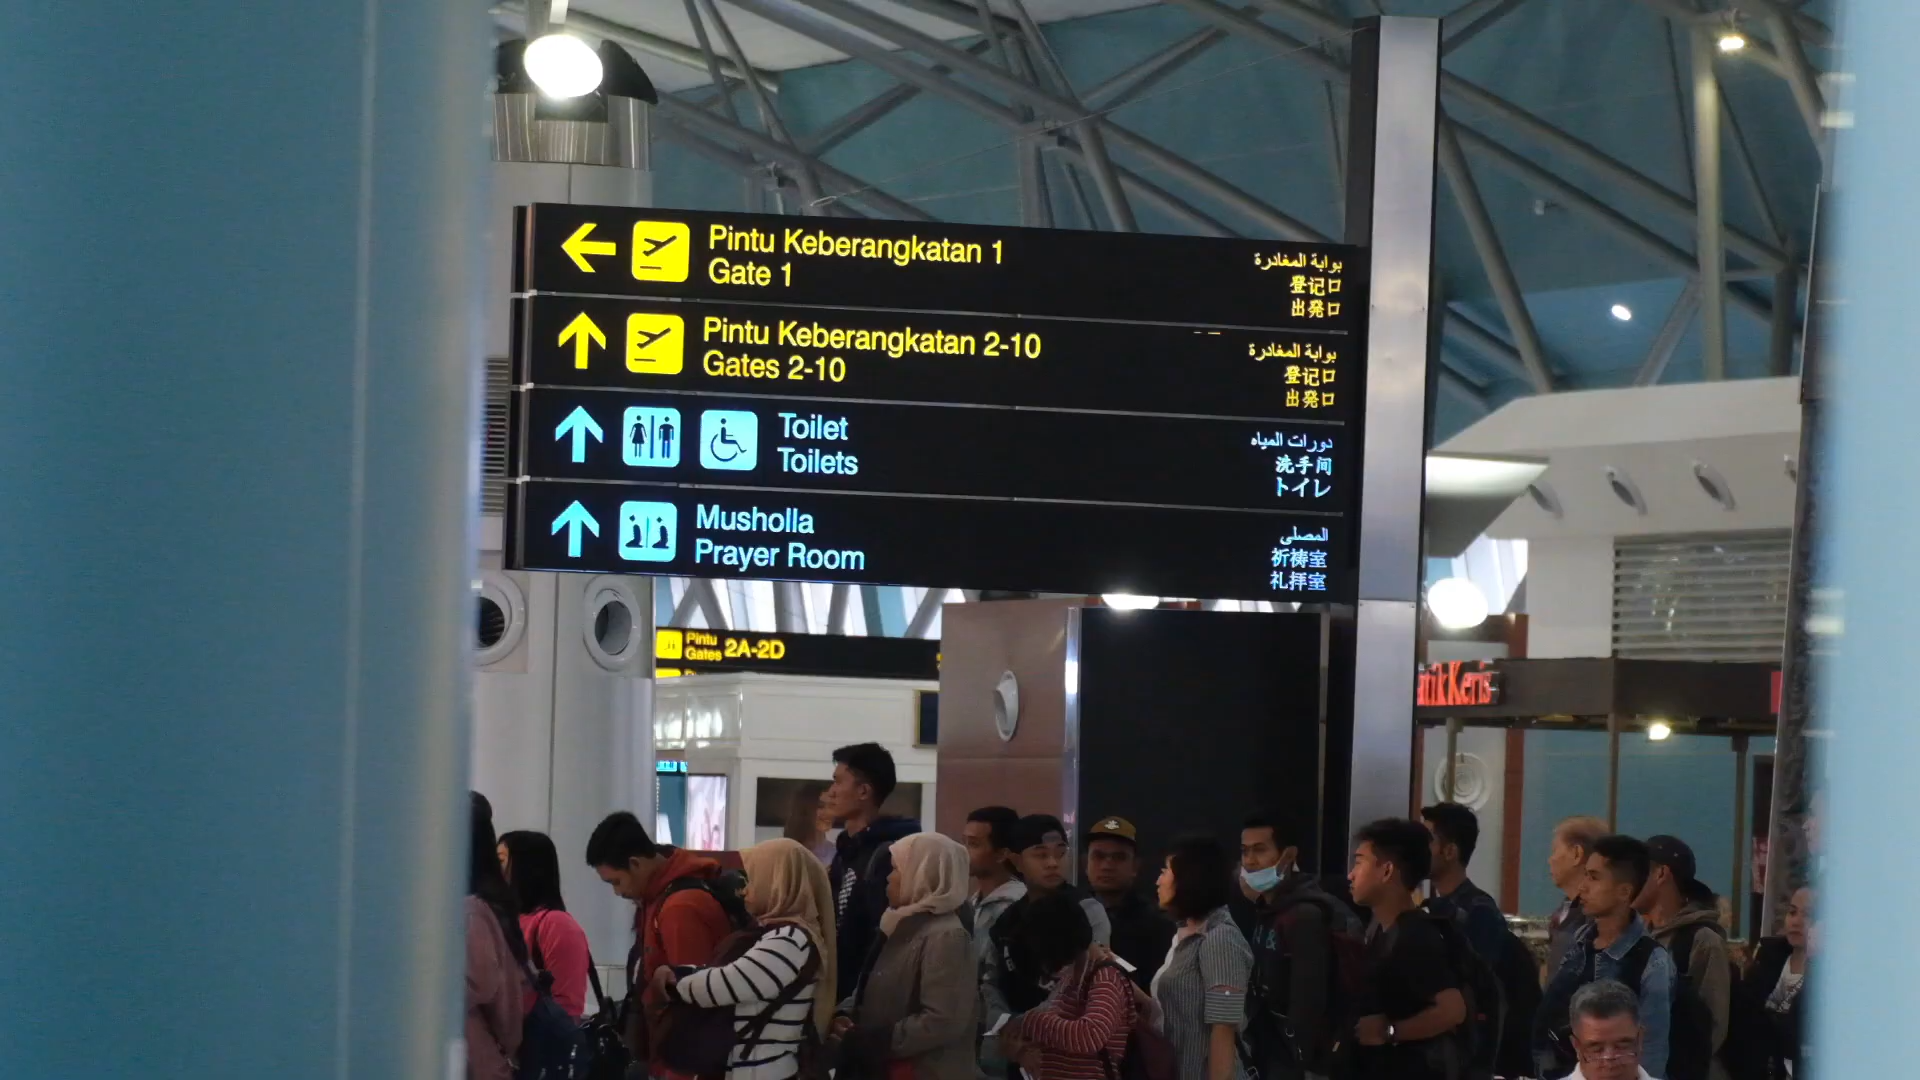 Pintu Keberangkatan 1
Gate 1
بوابة المغادرة
登记口
出発口
Pintu Keberangkatan 2-10
Gates 2-10
بوابة المغادرة
登记口
出発口
Toilet
Toilets
دورات المياه
洗手间
トイレ
Musholla
Prayer Room
المصلى
祈祷室
礼拝室
Pintu
Gates 2A-2D
atikKeris